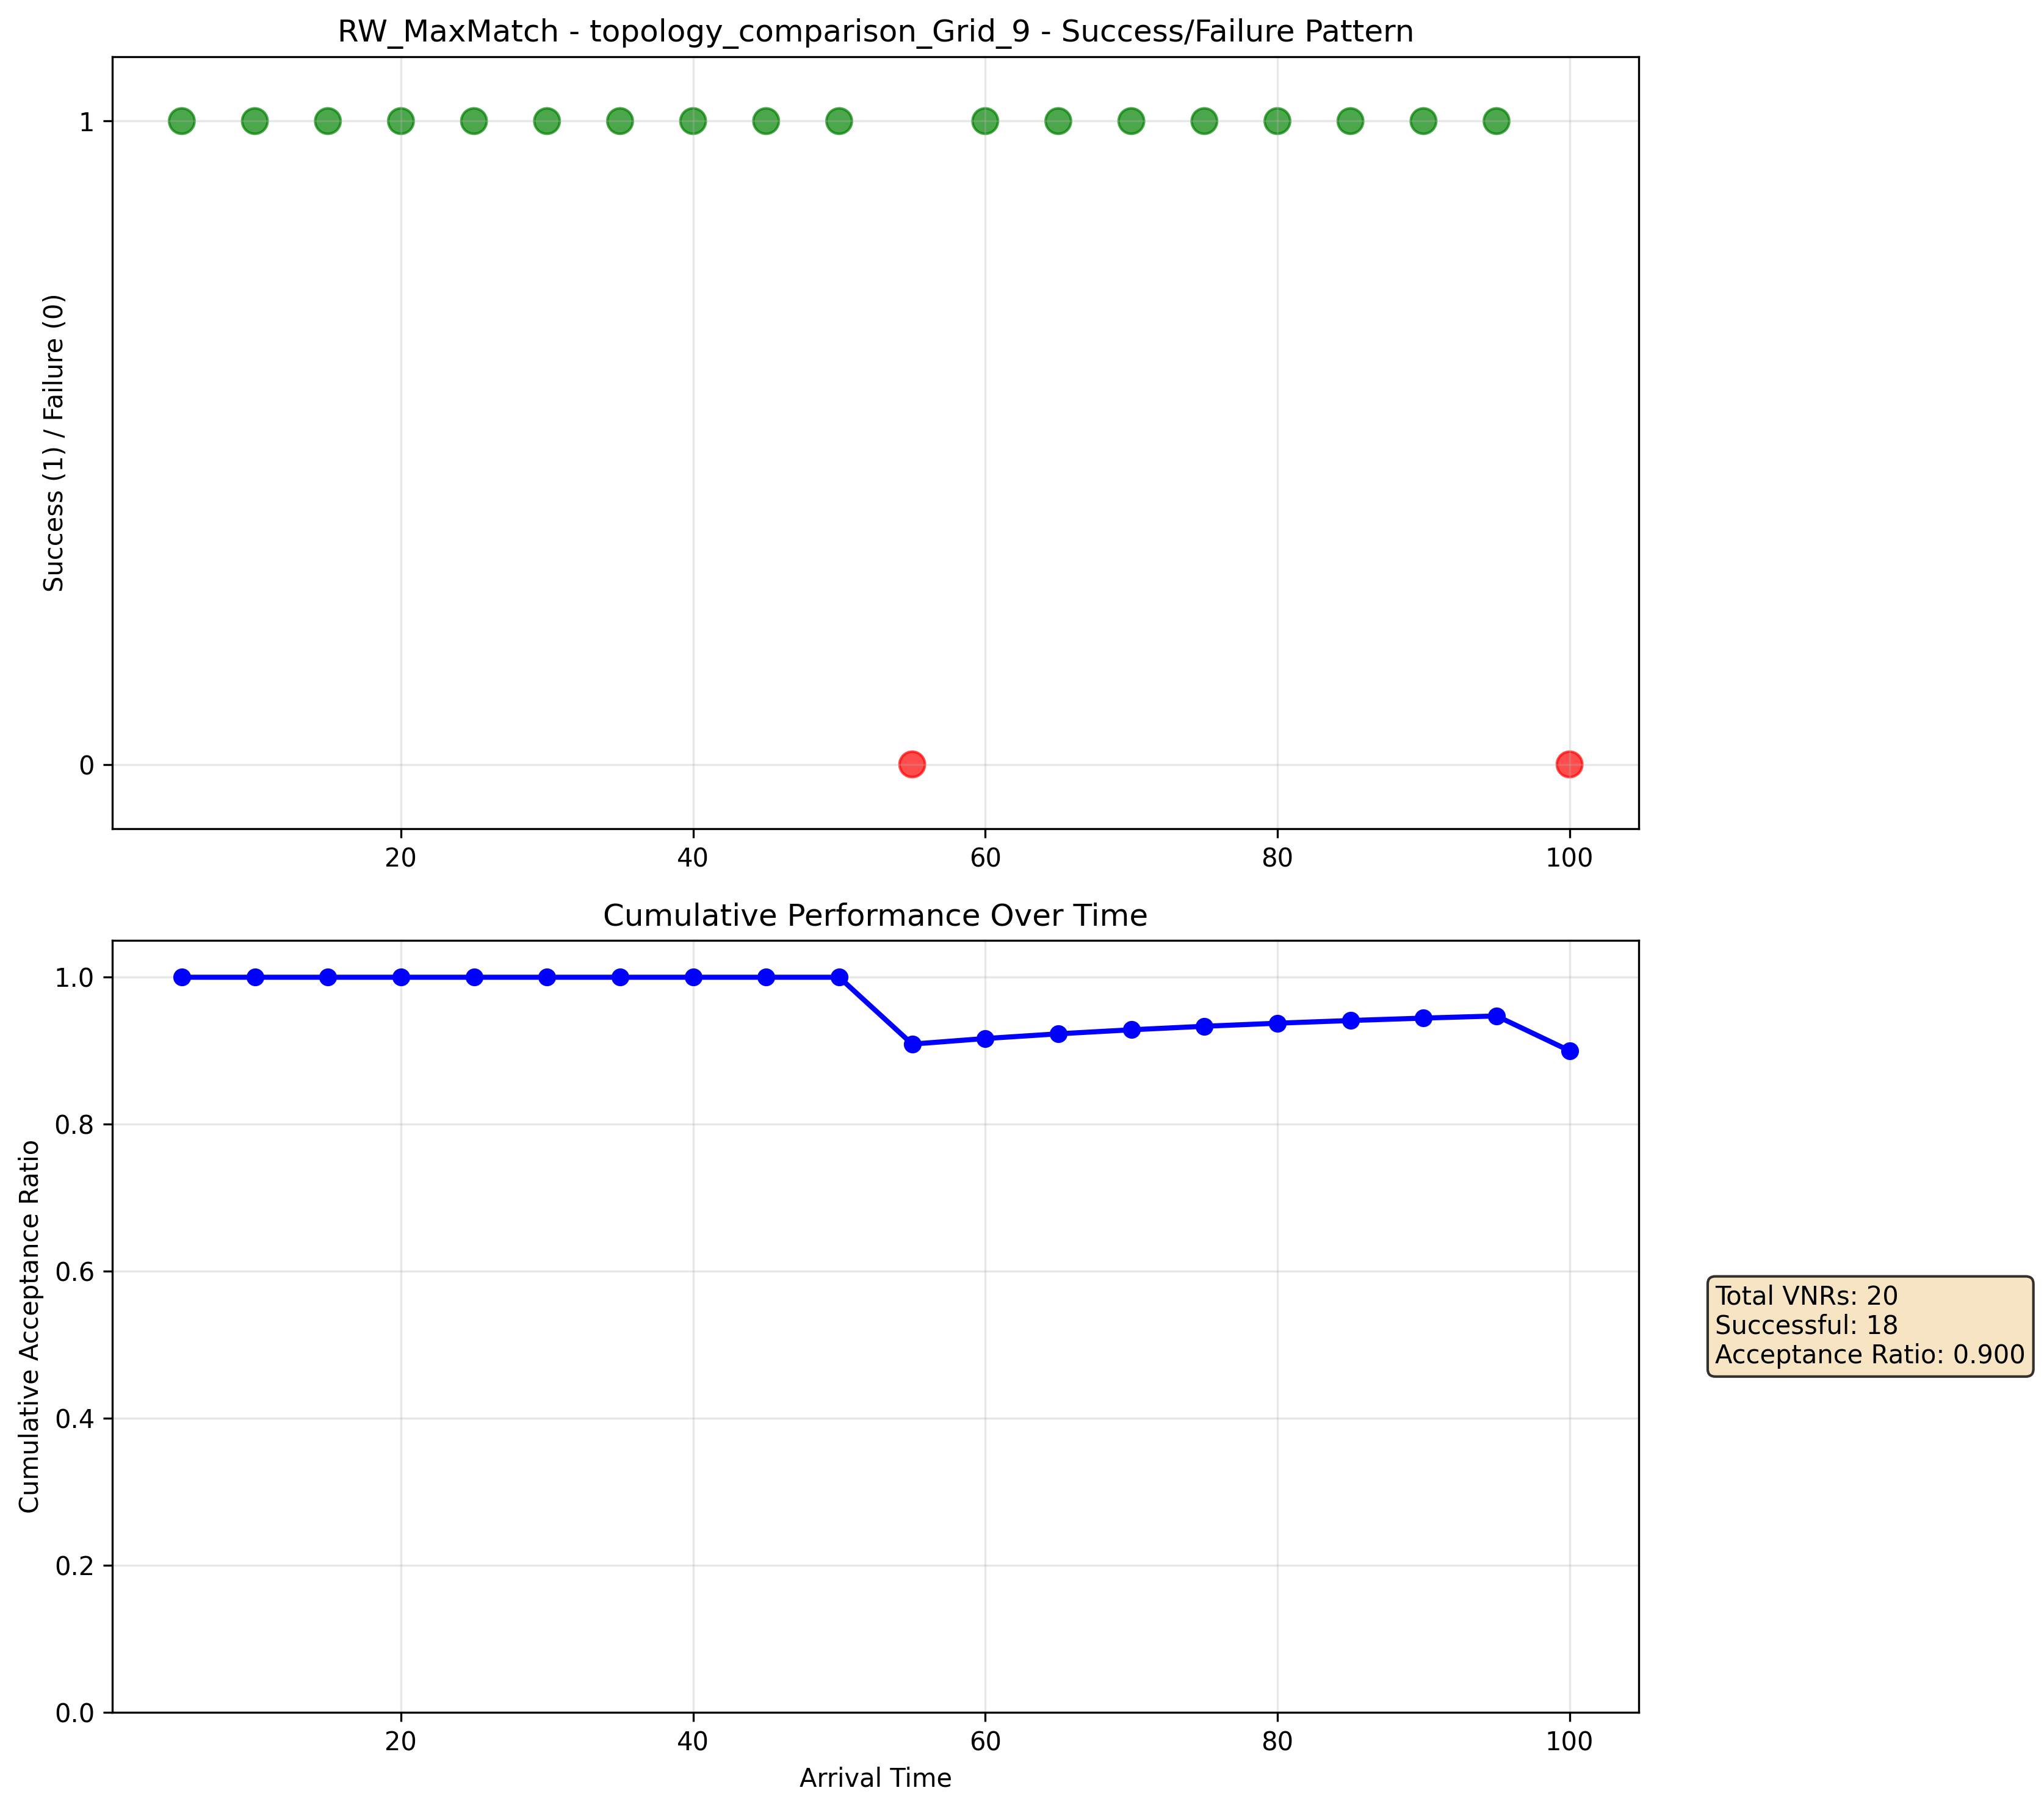 RW_MaxMatch - topology_comparison_Grid_9 - Success/Failure Pattern
Success (1) / Failure (0)
1
0
20 40 60 80 100
Cumulative Performance Over Time
Cumulative Acceptance Ratio
1.0
0.8
0.6
0.4
0.2
0.0
20 40 60 80 100
Arrival Time
Total VNRs: 20
Successful: 18
Acceptance Ratio: 0.900